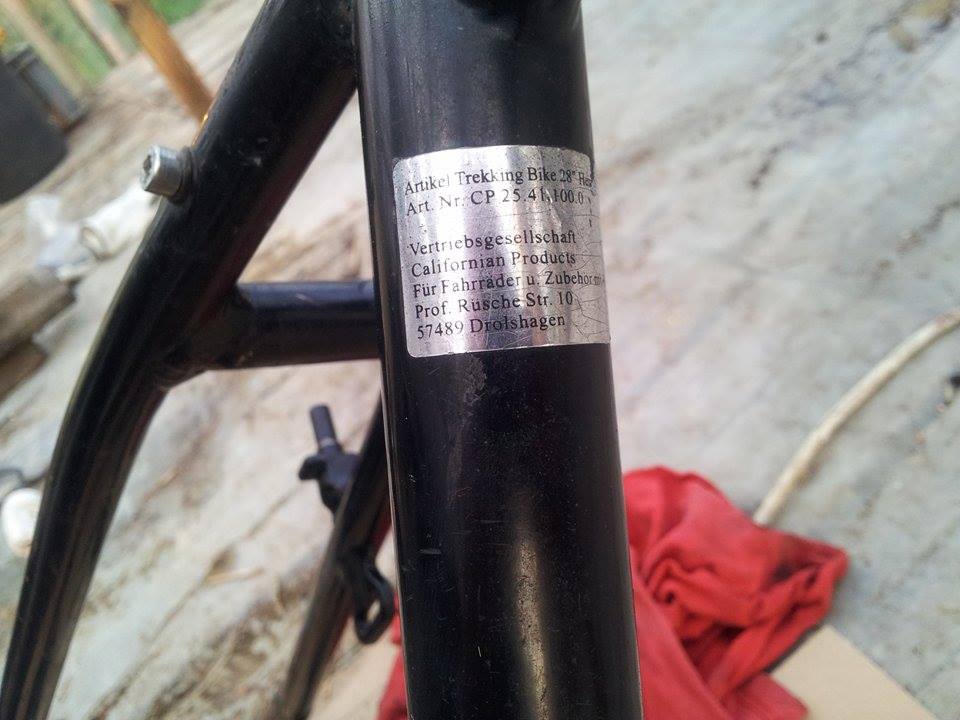 Artikel Trekking Bike 28"
Art. Nr. CP 25.41.100.0
Vertriebsgesellschaft
Californian Products
Für Fahrräder u. Zubehör
Prof. Rüsche Str. 10
57489 Drolshagen